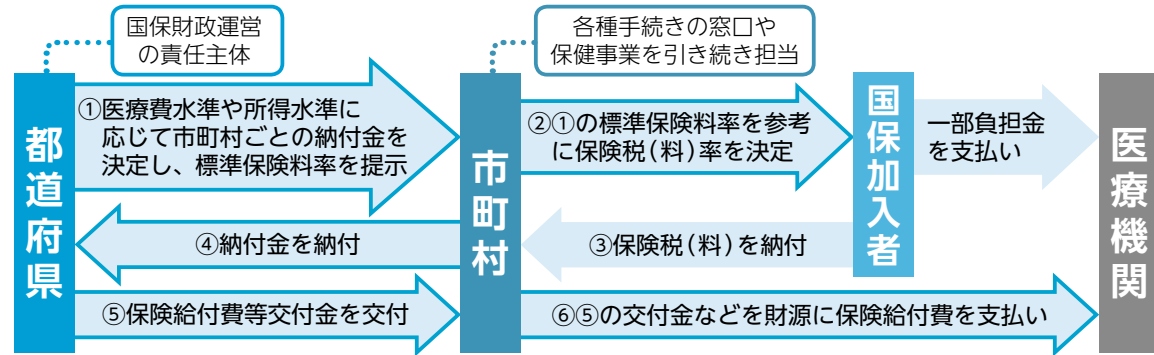 国保財政運営
の責任主体
各種手続きの窓口や
保健事業を引き続き担当
都道府県
①医療費水準や所得水準に
応じて市町村ごとの納付金を
決定し、標準保険料率を提示
市町村
②①の標準保険料率を参考
に保険税(料)率を決定
国保加入者
一部負担金
を支払い
医療機関
④納付金を納付
③保険税(料)を納付
⑤保険給付費等交付金を交付
⑥⑤の交付金などを財源に保険給付費を支払い